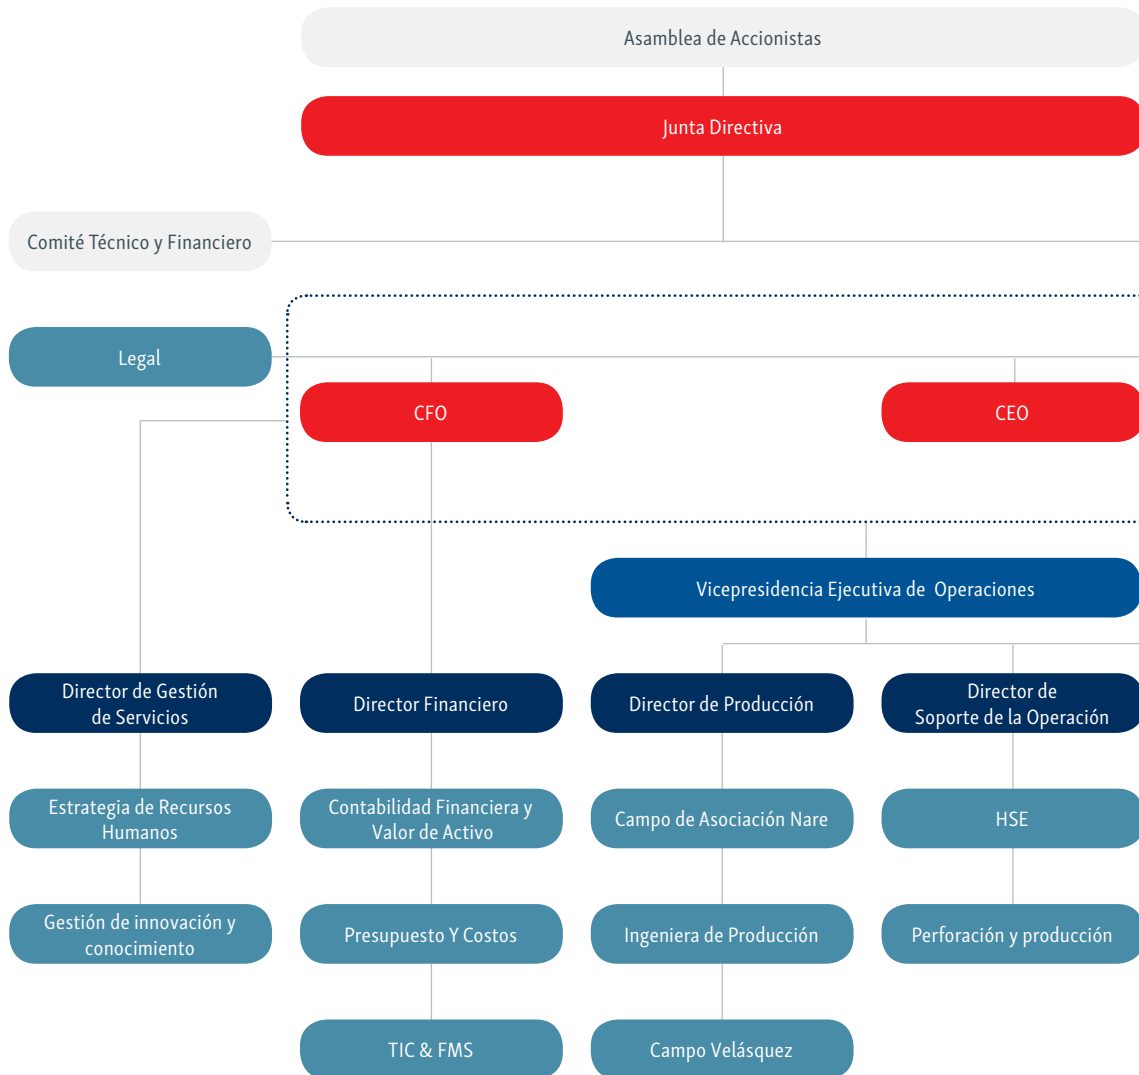 Asamblea de Accionistas
Junta Directiva
Comité Técnico y Financiero
Legal
CFO
CEO
Vicepresidencia Ejecutiva de  Operaciones
Director de Gestión
de Servicios
Director Financiero
Director de Producción
Director de
Soporte de la Operación
Estrategia de Recursos
Humanos
Contabilidad Financiera y
Valor de Activo
Campo de Asociación Nare
HSE
Gestión de innovación y
conocimiento
Presupuesto Y Costos
Ingeniera de Producción
Perforación y producción
TIC & FMS
Campo Velásquez